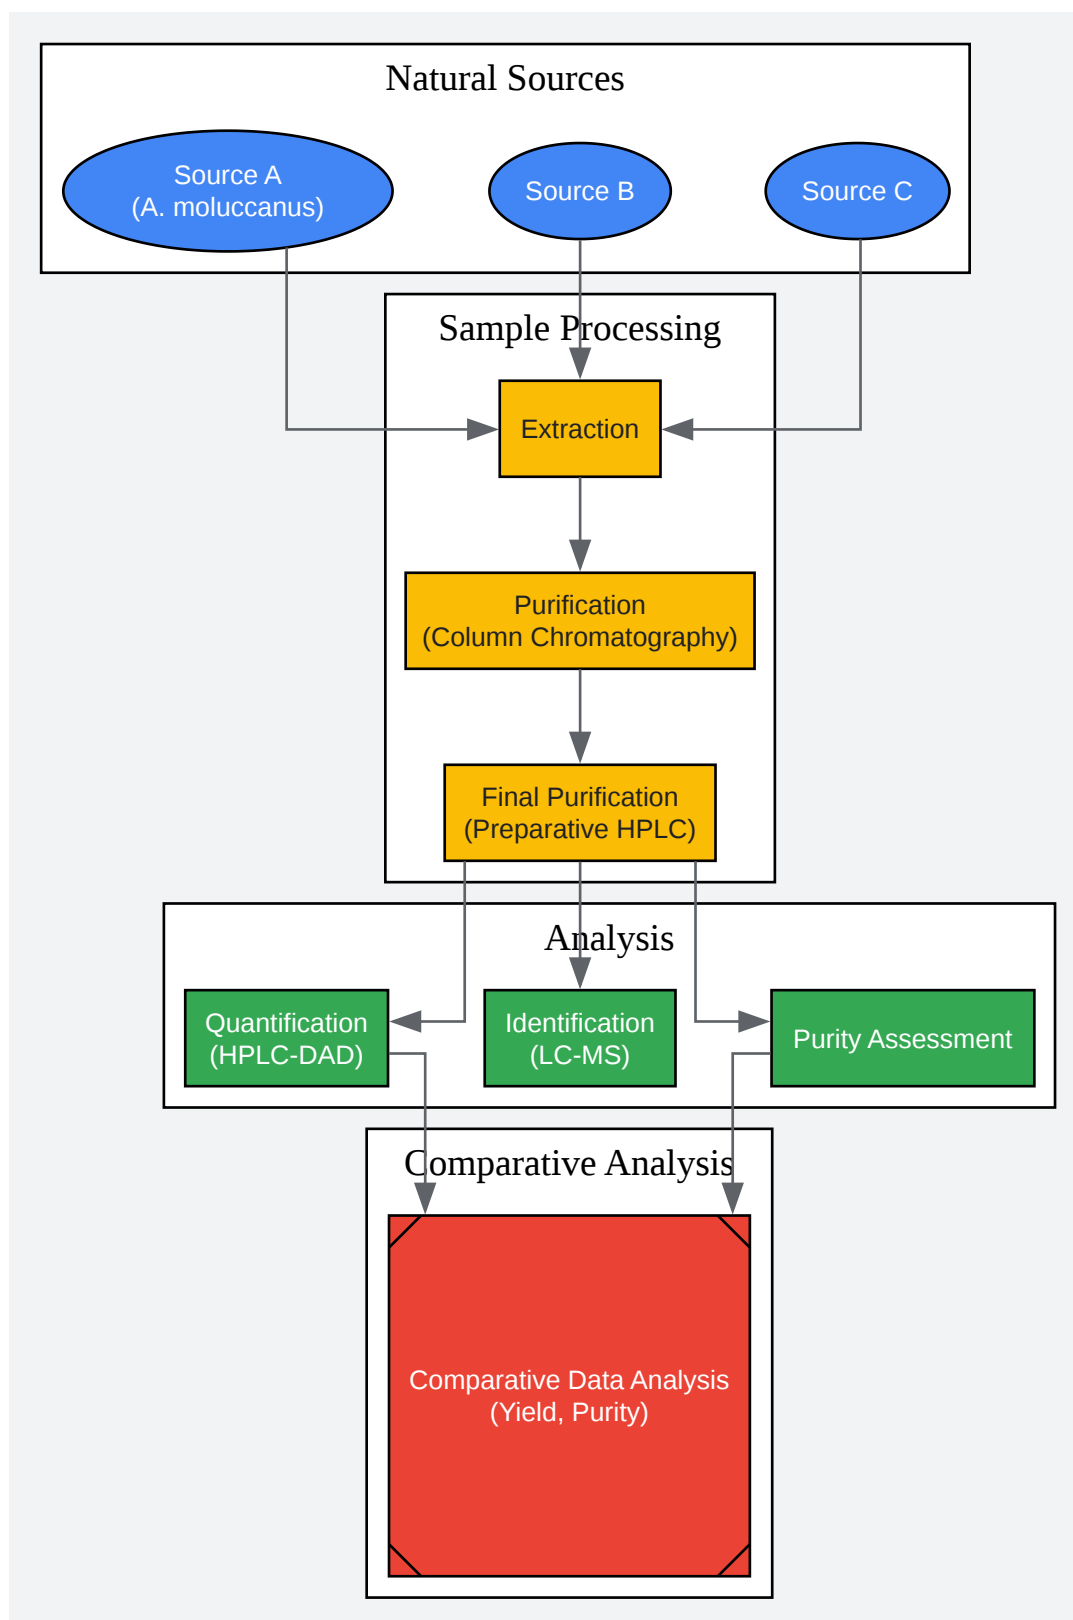 Natural Sources
Source A
(A. moluccanus)
Source B
Source C
Sample Processing
Extraction
Purification
(Column Chromatography)
Final Purification
(Preparative HPLC)
Analysis
Quantification
(HPLC-DAD)
Identification
(LC-MS)
Purity Assessment
Comparative Analysis
Comparative Data Analysis
(Yield, Purity)